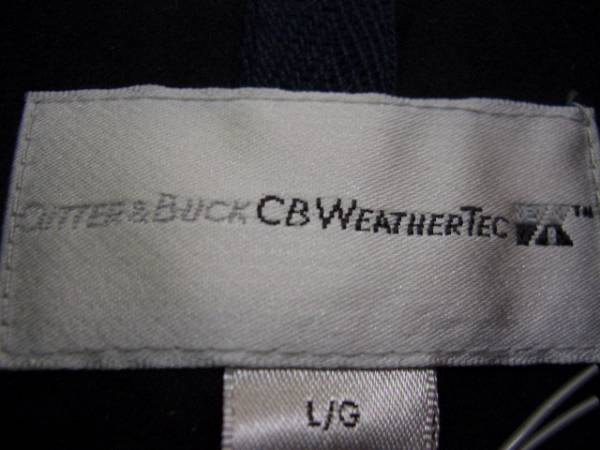 CUTTER & BUCK CB WEATHERTEC ™
L/G